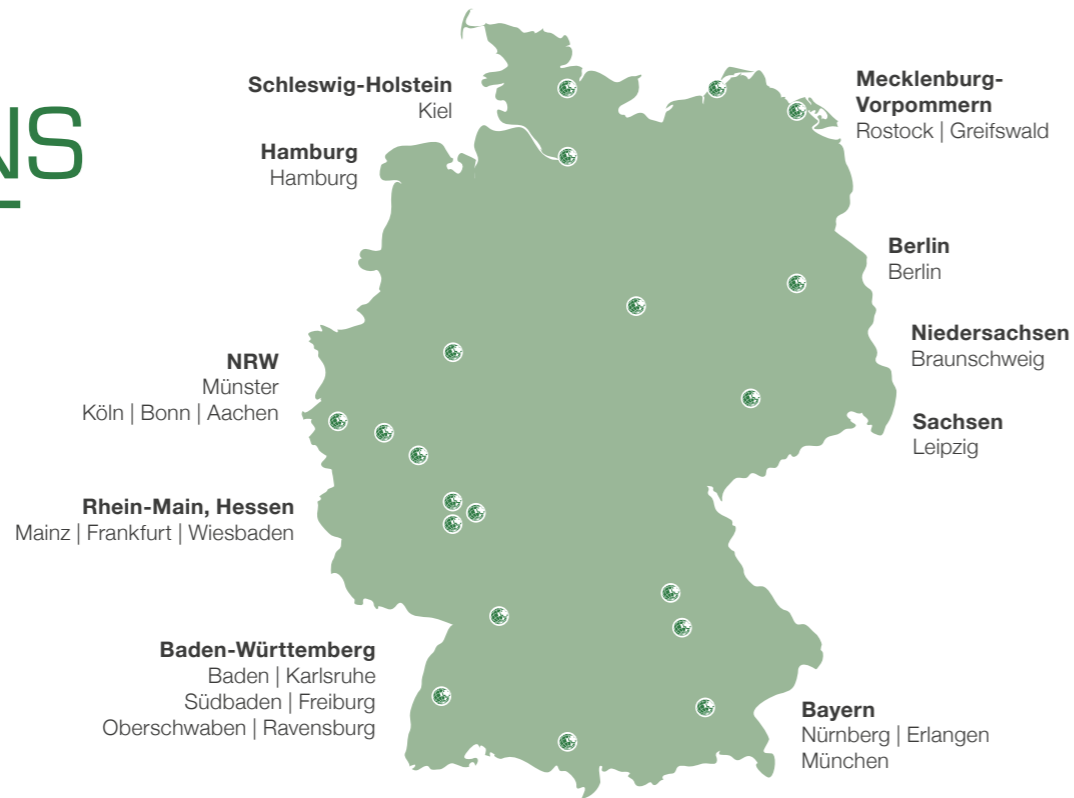 NS
Schleswig-Holstein
Kiel
Hamburg
Hamburg
NRW
Münster
Köln | Bonn | Aachen
Rhein-Main, Hessen
Mainz | Frankfurt | Wiesbaden
Baden-Württemberg
Baden | Karlsruhe
Südbaden | Freiburg
Oberschwaben | Ravensburg
Mecklenburg-
Vorpommern
Rostock | Greifswald
Berlin
Berlin
Niedersachsen
Braunschweig
Sachsen
Leipzig
Bayern
Nürnberg | Erlangen
München